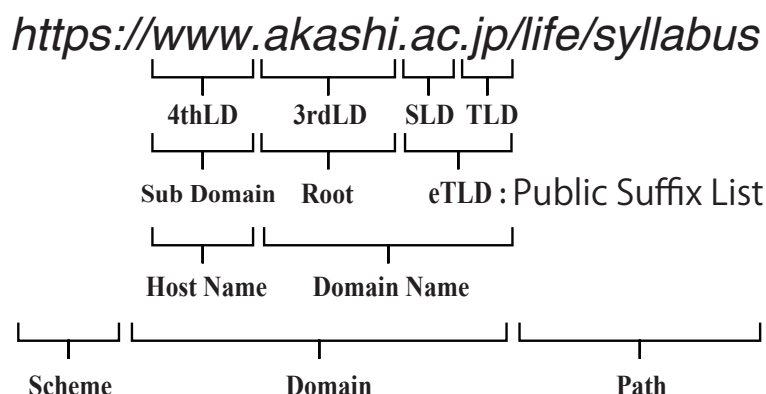 https://www.akashi.ac.jp/life/syllabus
4thLD 3rdLD SLD TLD
Sub Domain Root eTLD : Public Suffix List
Host Name Domain Name
Scheme Domain Path